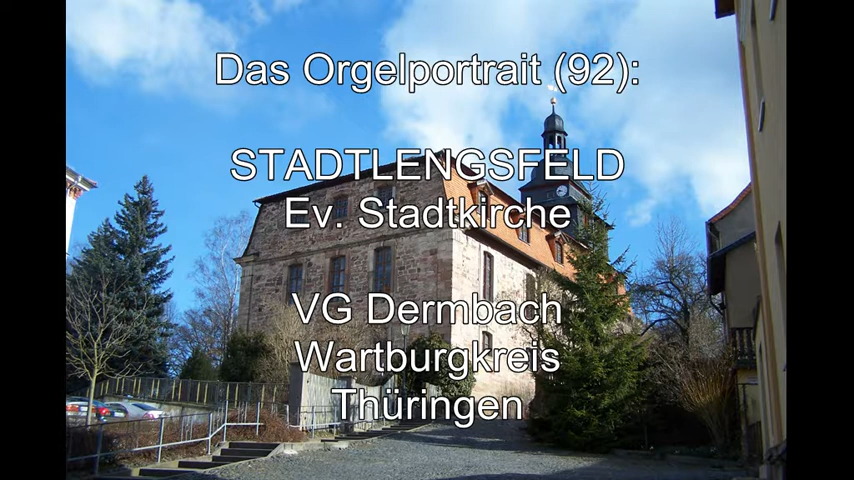 Das Orgelportrait (92):
STADTLENGSFELD
Ev. Stadtkirche
VG Dermbach
Wartburgkreis
Thüringen